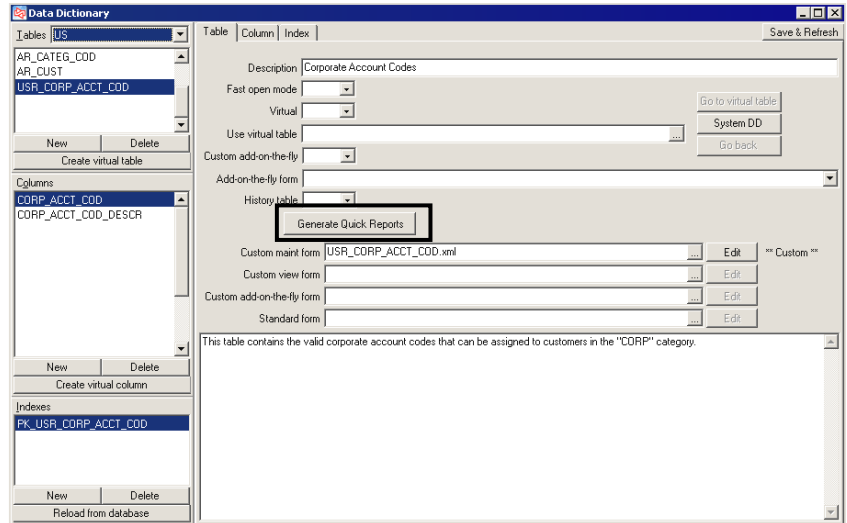 Data Dictionary
Tables US
AR_CATEG_COD
AR_CUST
USR_CORP_ACCT_COD
New Delete
Create virtual table
Columns
CORP_ACCT_COD
CORP_ACCT_COD_DESCR
New Delete
Create virtual column
Indexes
PK_USR_CORP_ACCT_COD
New Delete
Reload from database
Table Column Index Save & Refresh
Description Corporate Account Codes
Fast open mode
Virtual
Go to virtual table
Use virtual table ... System DD
Custom add-on-the-fly Go back
Add-on-the-fly form
History table
Generate Quick Reports
Custom maint form USR_CORP_ACCT_COD.xml ... Edit ** Custom **
Custom view form ... Edit
Custom add-on-the-fly form ... Edit
Standard form ... Edit
This table contains the valid corporate account codes that can be assigned to customers in the "CORP" category.